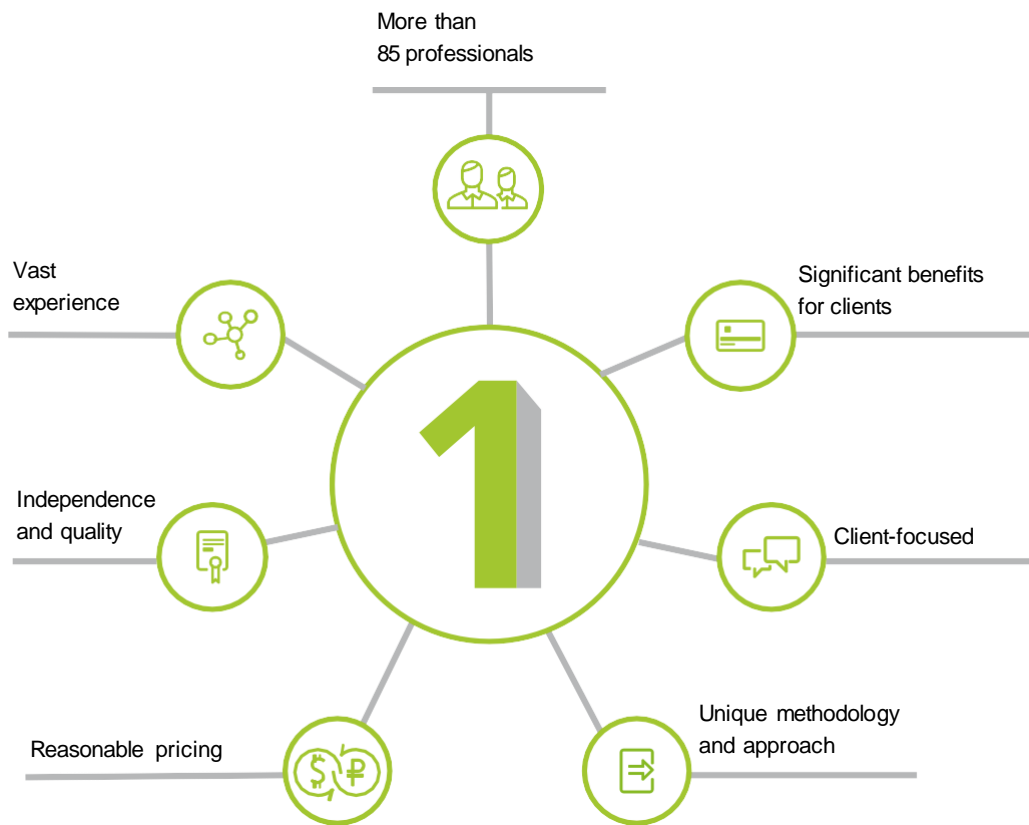 More than
85 professionals
Vast
experience
Significant benefits
for clients
1
Independence
and quality
Client-focused
Unique methodology
and approach
Reasonable pricing
$ ₽